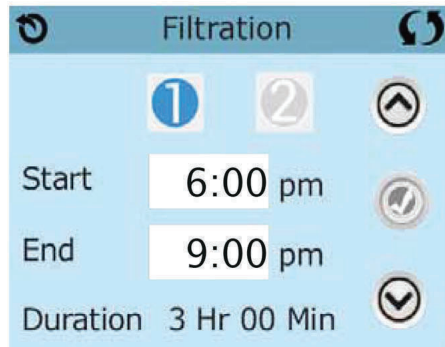 Filtration
1 2
Start 6:00 pm
End 9:00 pm
Duration 3 Hr 00 Min